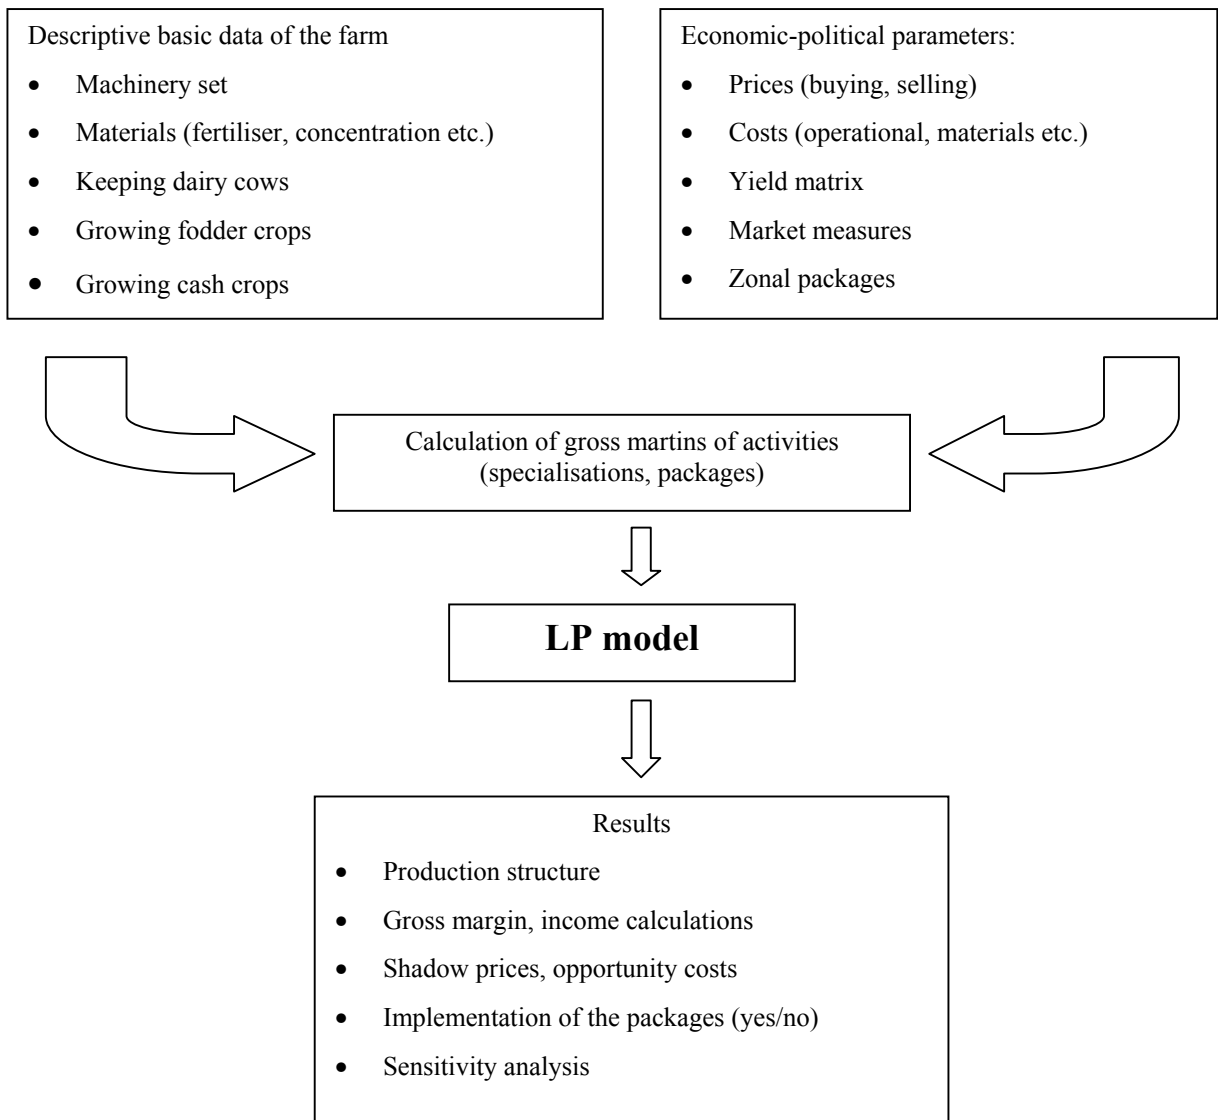 Descriptive basic data of the farm
• Machinery set
• Materials (fertiliser, concentration etc.)
• Keeping dairy cows
• Growing fodder crops
• Growing cash crops
Economic-political parameters:
• Prices (buying, selling)
• Costs (operational, materials etc.)
• Yield matrix
• Market measures
• Zonal packages
Calculation of gross martins of activities
(specialisations, packages)
LP model
Results
• Production structure
• Gross margin, income calculations
• Shadow prices, opportunity costs
• Implementation of the packages (yes/no)
• Sensitivity analysis